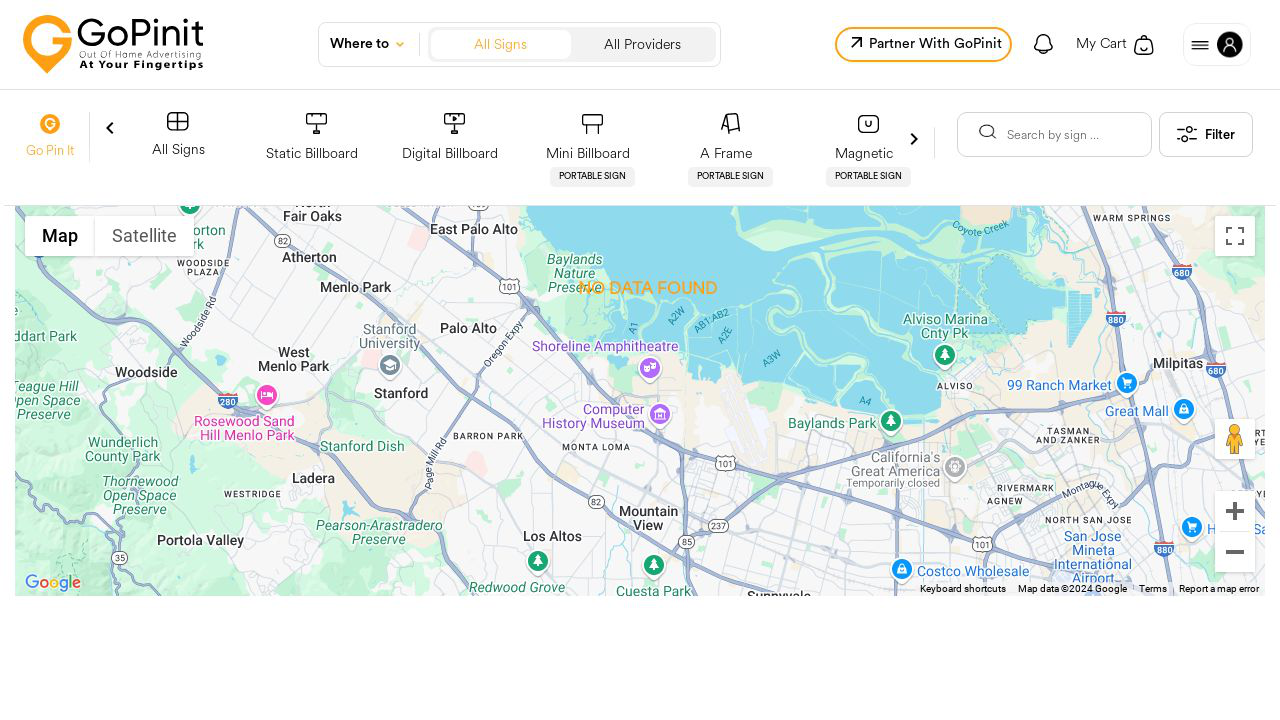 GoPinit
Out Of Home Advertising
At Your Fingertips
Where to
All Signs
All Providers
Partner With GoPinit
My Cart
Go Pin It
All Signs
Static Billboard
Digital Billboard
Mini Billboard
PORTABLE SIGN
A Frame
PORTABLE SIGN
Magnetic
PORTABLE SIGN
Search by sign ...
Filter
Map
Satellite
NO DATA FOUND
North
Fair Oaks
East Palo Alto
WARM SPRINGS
Coyote Creek
82
Atherton
WOODSIDE
PLAZA
Baylands
Nature
Preserve
680
Menlo Park
101
Woodside Rd
Stanford
University
Palo Alto
Oregon Expy
A1
A2W
AB1
AB2
A2E
A3W
A4
Alviso Marina
Cnty Pk
880
ddart Park
West
Menlo Park
Shoreline Amphitheatre
Milpitas
680
Woodside
Stanford
ALVISO
99 Ranch Market
Teague Hill
Open Space
Preserve
280
Rosewood Sand
Hill Menlo Park
Computer
History Museum
Great Mall
Baylands Park
Wunderlich
County Park
Stanford Dish
BARRON PARK
MONTA LOMA
TASMAN
AND ZANKER
Page Mill Rd
101
California's
Great America
Temporarily closed
Thornewood
Open Space
Preserve
Ladera
WESTRIDGE
RIVERMARK
AGNEW
Montague Expy
82
Pearson-Arastradero
Preserve
Mountain
View
237
NORTH SAN JOSE
Portola Valley
Los Altos
85
101
San Jose
Mineta
International
Airport
880
35
Redwood Grove
Cuesta Park
Costco Wholesale
Sunnyvale
Google
Keyboard shortcuts
Map data ©2024 Google
Terms
Report a map error